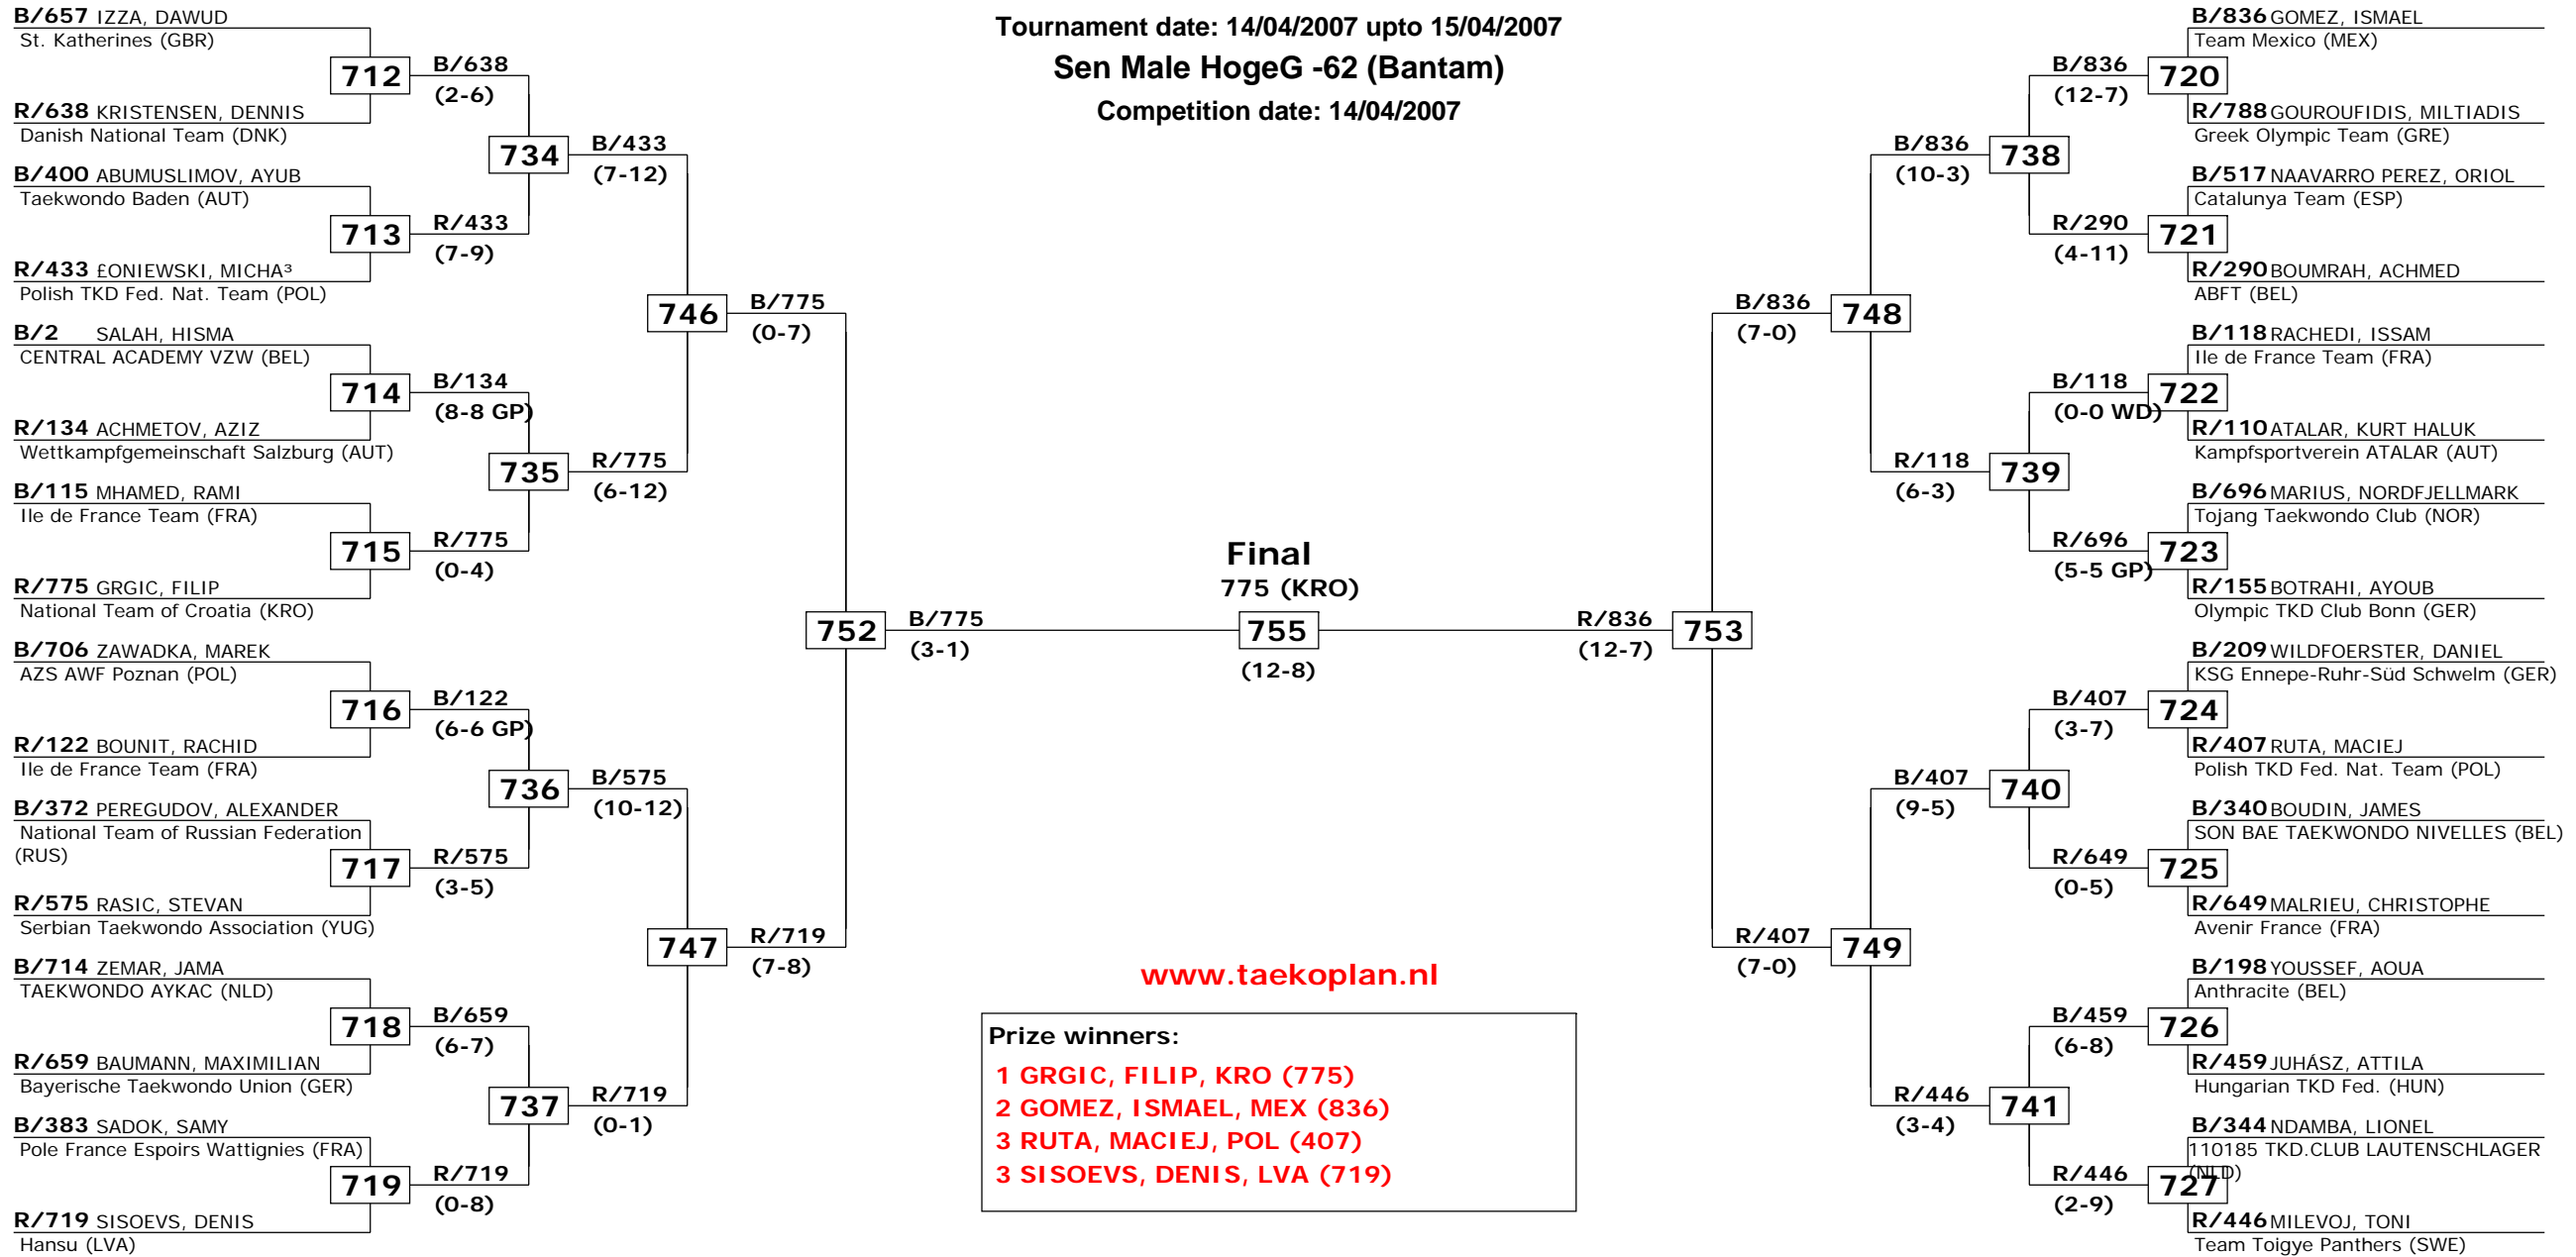 Tournament date: 14/04/2007 upto 15/04/2007
Sen Male HogeG -62 (Bantam)
Competition date: 14/04/2007
B/657 IZZA, DAWUD
St. Katherines (GBR)
712
B/638
(2-6)
R/638 KRISTENSEN, DENNIS
Danish National Team (DNK)
734
B/433
(7-12)
B/400 ABUMUSLIMOV, AYUB
Taekwondo Baden (AUT)
713
R/433
(7-9)
R/433 £ONIEWSKI, MICHA³
Polish TKD Fed. Nat. Team (POL)
746
B/775
(0-7)
B/2 SALAH, HISMA
CENTRAL ACADEMY VZW (BEL)
714
B/134
(8-8 GP)
R/134 ACHMETOV, AZIZ
Wettkampfgemeinschaft Salzburg (AUT)
735
R/775
(6-12)
B/115 MHAMED, RAMI
Ile de France Team (FRA)
715
R/775
(0-4)
R/775 GRGIC, FILIP
National Team of Croatia (KRO)
752
B/775
(3-1)
B/706 ZAWADKA, MAREK
AZS AWF Poznan (POL)
716
B/122
(6-6 GP)
R/122 BOUNIT, RACHID
Ile de France Team (FRA)
736
B/575
(10-12)
B/372 PEREGUDOV, ALEXANDER
National Team of Russian Federation
(RUS)
717
R/575
(3-5)
R/575 RASIC, STEVAN
Serbian Taekwondo Association (YUG)
747
R/719
(7-8)
B/714 ZEMAR, JAMA
TAEKWONDO AYKAC (NLD)
718
B/659
(6-7)
R/659 BAUMANN, MAXIMILIAN
Bayerische Taekwondo Union (GER)
737
R/719
(0-1)
B/383 SADOK, SAMY
Pole France Espoirs Wattignies (FRA)
719
R/719
(0-8)
R/719 SISOEVS, DENIS
Hansu (LVA)
Final
775 (KRO)
755
(12-8)
B/836 GOMEZ, ISMAEL
Team Mexico (MEX)
B/836
(12-7)
720
R/788 GOUROUFIDIS, MILTIADIS
Greek Olympic Team (GRE)
B/836
(10-3)
738
B/517 NAAVARRO PEREZ, ORIOL
Catalunya Team (ESP)
R/290
(4-11)
721
R/290 BOUMRAH, ACHMED
ABFT (BEL)
B/836
(7-0)
748
B/118 RACHEDI, ISSAM
Ile de France Team (FRA)
B/118
(0-0 WD)
722
R/110 ATALAR, KURT HALUK
Kampfsportverein ATALAR (AUT)
R/118
(6-3)
739
B/696 MARIUS, NORDFJELLMARK
Tojang Taekwondo Club (NOR)
R/696
(5-5 GP)
723
R/155 BOTRAHI, AYOUB
Olympic TKD Club Bonn (GER)
R/836
(12-7)
753
B/209 WILDFOERSTER, DANIEL
KSG Ennepe-Ruhr-Süd Schwelm (GER)
B/407
(3-7)
724
R/407 RUTA, MACIEJ
Polish TKD Fed. Nat. Team (POL)
B/407
(9-5)
740
B/340 BOUDIN, JAMES
SON BAE TAEKWONDO NIVELLES (BEL)
R/649
(0-5)
725
R/649 MALRIEU, CHRISTOPHE
Avenir France (FRA)
R/407
(7-0)
749
B/198 YOUSSEF, AOUA
Anthracite (BEL)
B/459
(6-8)
726
R/459 JUHÁSZ, ATTILA
Hungarian TKD Fed. (HUN)
R/446
(3-4)
741
B/344 NDAMBA, LIONEL
110185 TKD.CLUB LAUTENSCHLAGER
(NLD)
R/446
(2-9)
727
R/446 MILEVOJ, TONI
Team Toigye Panthers (SWE)
www.taekoplan.nl
Prize winners:
1 GRGIC, FILIP, KRO (775)
2 GOMEZ, ISMAEL, MEX (836)
3 RUTA, MACIEJ, POL (407)
3 SISOEVS, DENIS, LVA (719)